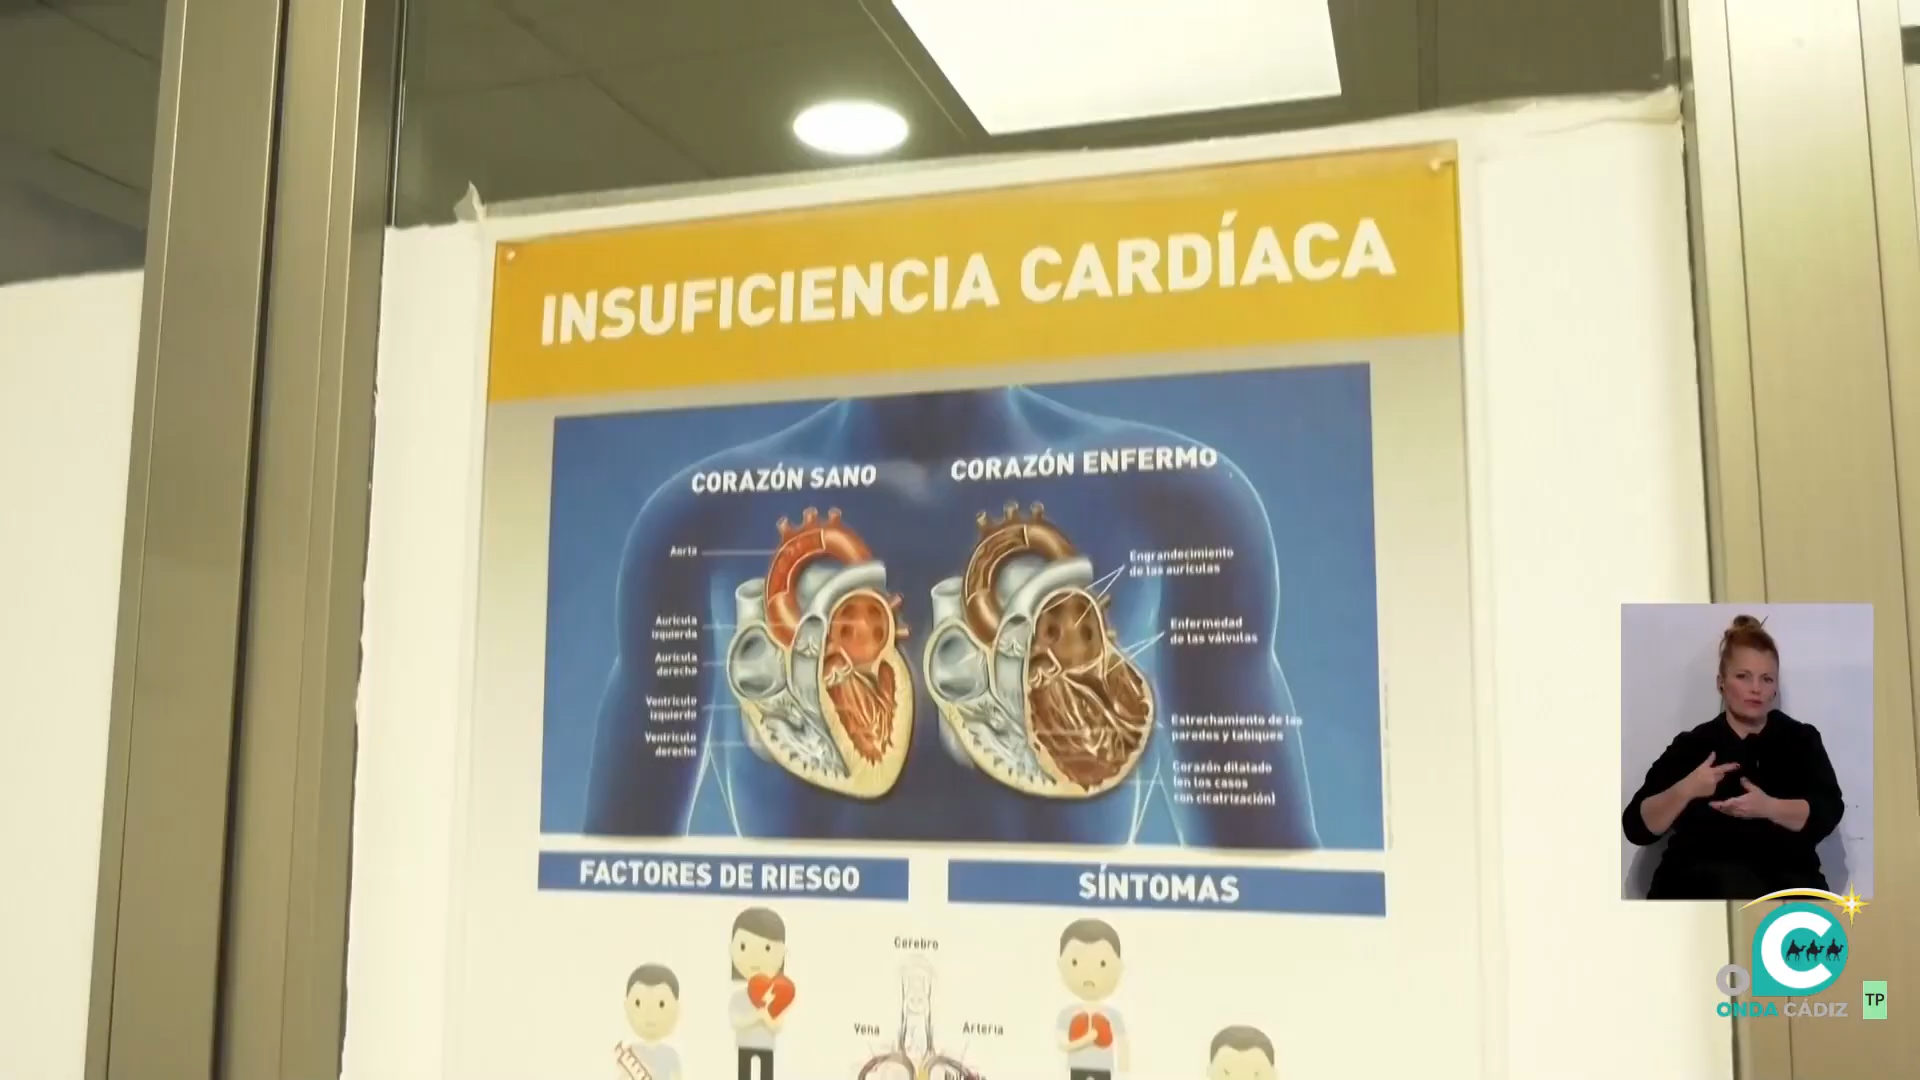 INSUFICIENCIA CARDÍACA
CORAZÓN SANO
CORAZÓN ENFERMO
Aorta
Aurícula
izquierda
Aurícula
derecha
Ventrículo
izquierdo
Ventrículo
derecho
Engrandecimiento
de las aurículas
Enfermedad
de las válvulas
Estrechamiento de las
paredes y tabiques
Corazón dilatado
(en los casos
con cicatrización)
FACTORES DE RIESGO
SÍNTOMAS
Cerebro
Vena
Arteria
ONDA CÁDIZ
TP